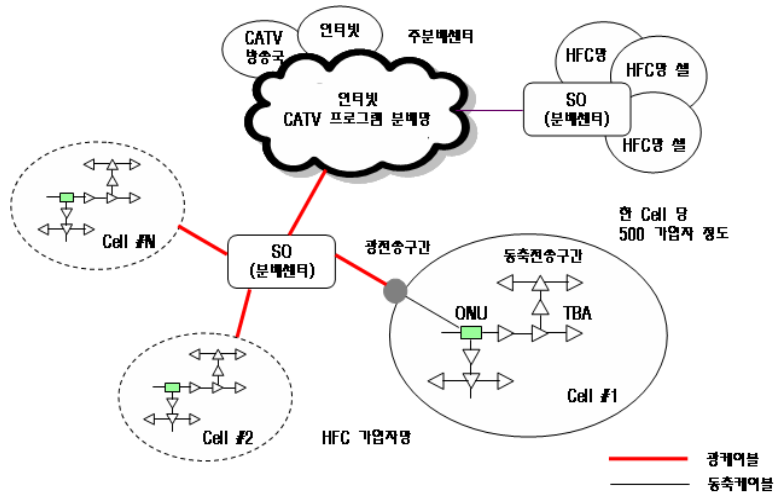 CATV
방송국
인터넷
주분배센터
인터넷
CATV 프로그램 분배망
HFC망
HFC망 셀
SO
(분배센터)
HFC망 셀
Cell #N
SO
(분배센터)
광전송구간
한 Cell 당
500 가입자 정도
동축전송구간
ONU
TBA
Cell #1
Cell #2
HFC 가입자망
광케이블
동축케이블